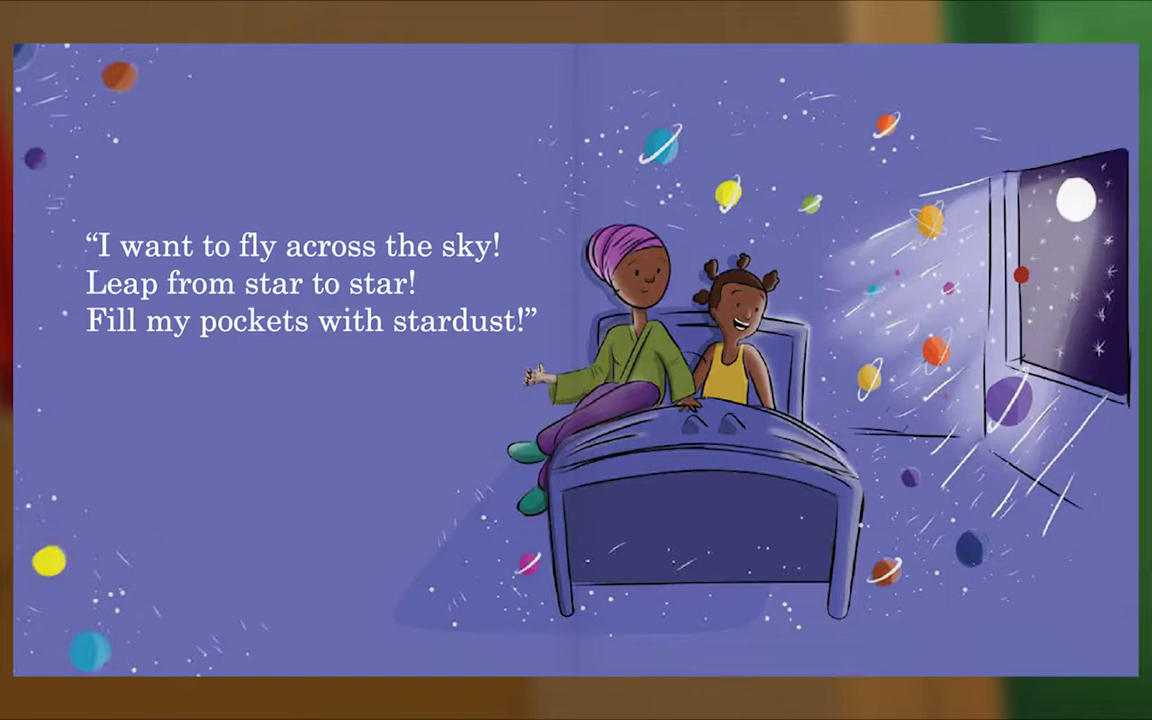 “I want to fly across the sky!
Leap from star to star!
Fill my pockets with stardust!”